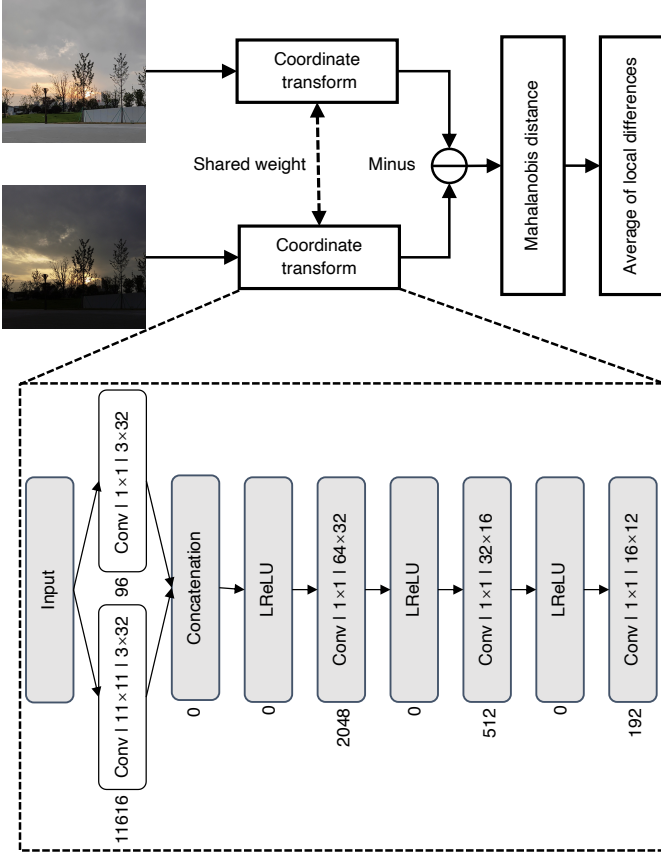 Coordinate
transform
Shared weight
Minus
Coordinate
transform
Mahalanobis distance
Average of local differences
Input
Conv | 1×1 | 3×32
96
Conv | 11×11 | 3×32
11616
Concatenation
0
LReLU
0
Conv | 1×1 | 64×32
2048
LReLU
0
Conv | 1×1 | 32×16
512
LReLU
0
Conv | 1×1 | 16×12
192